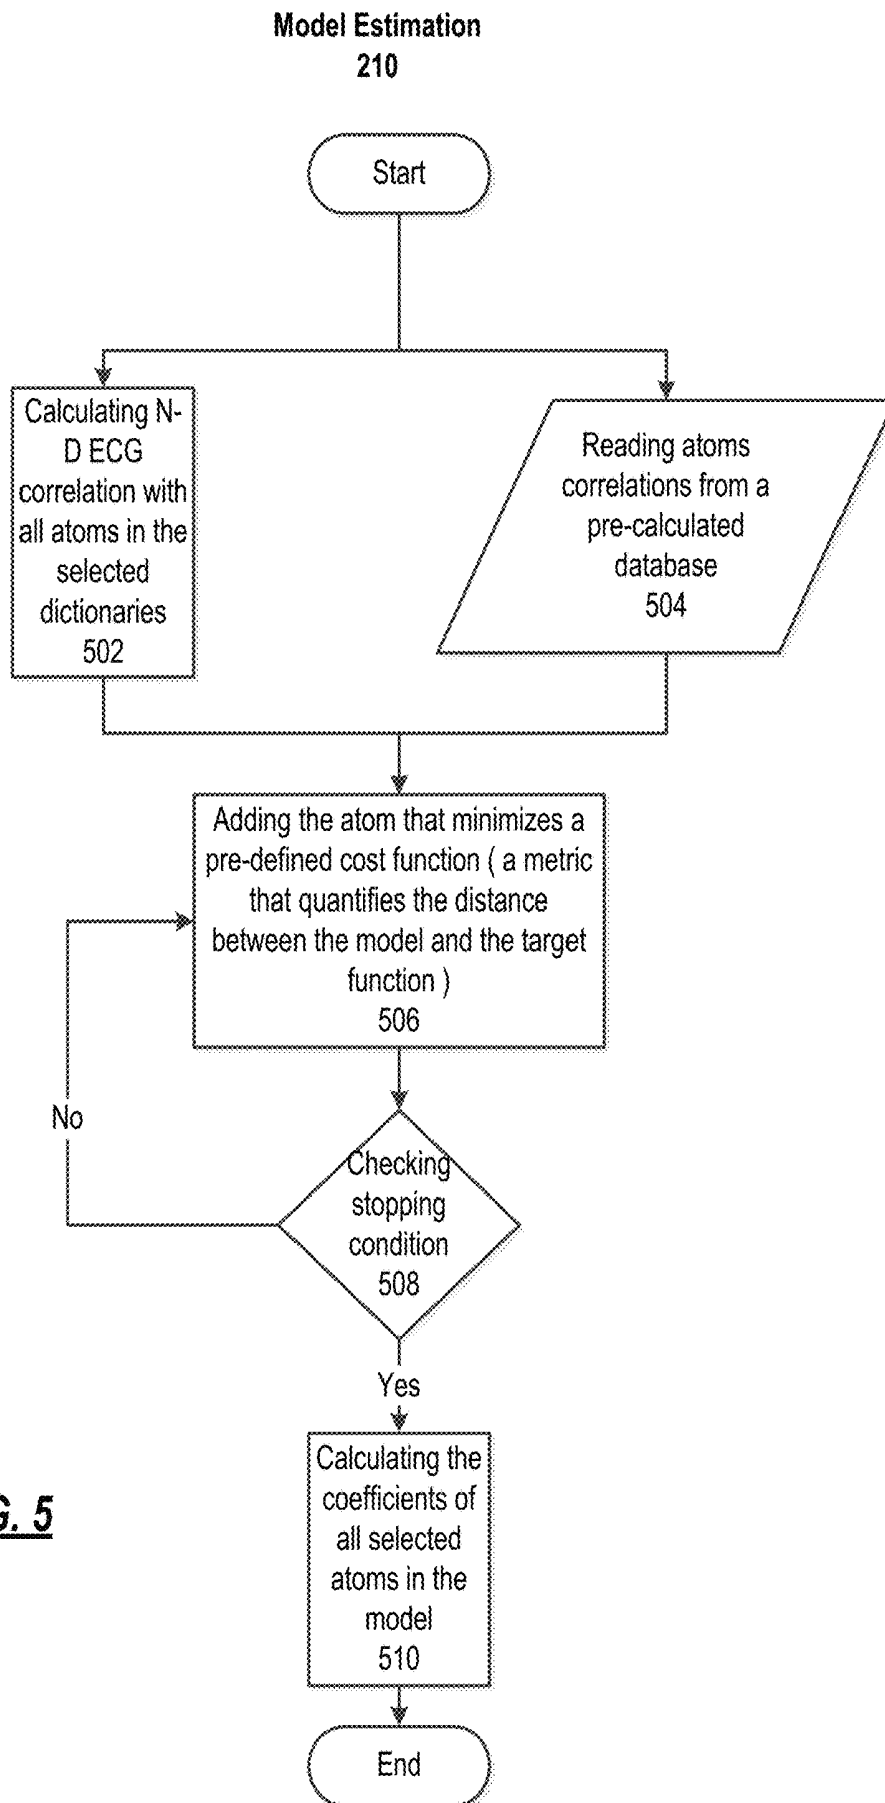 Model Estimation
210
Start
Calculating N-
D ECG
correlation with
all atoms in the
selected
dictionaries
502
Reading atoms
correlations from a
pre-calculated
database
504
Adding the atom that minimizes a
pre-defined cost function ( a metric
that quantifies the distance
between the model and the target
function )
506
No
Checking
stopping
condition
508
Yes
Calculating the
coefficients of
all selected
atoms in the
model
510
G. 5
End